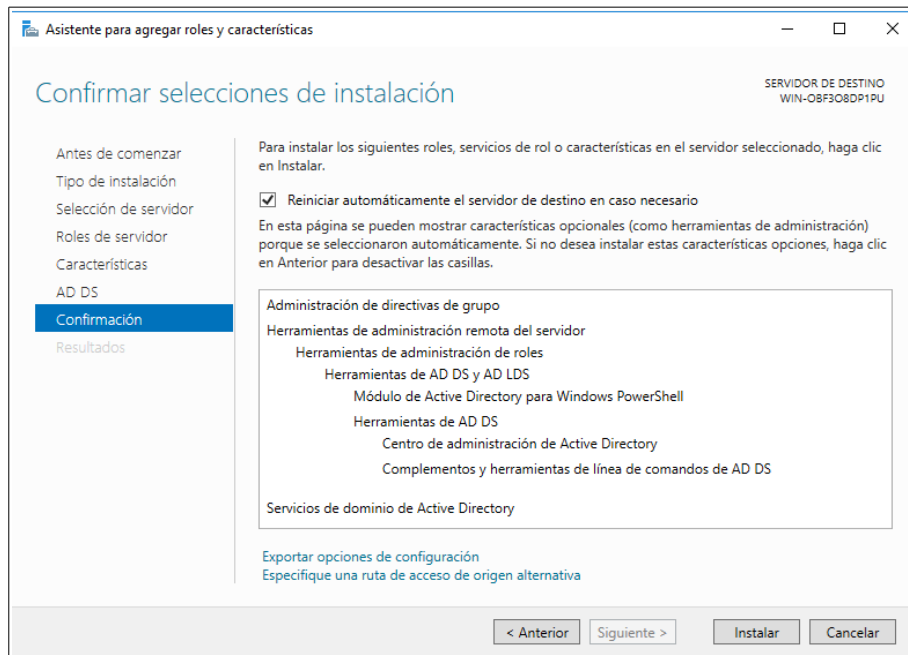 Asistente para agregar roles y características
Confirmar selecciones de instalación
SERVIDOR DE DESTINO
WIN-OBF3O8DP1PU
Antes de comenzar
Tipo de instalación
Selección de servidor
Roles de servidor
Características
AD DS
Confirmación
Resultados
Para instalar los siguientes roles, servicios de rol o características en el servidor seleccionado, haga clic
en Instalar.
Reiniciar automáticamente el servidor de destino en caso necesario
En esta página se pueden mostrar características opcionales (como herramientas de administración)
porque se seleccionaron automáticamente. Si no desea instalar estas características opciones, haga clic
en Anterior para desactivar las casillas.
Administración de directivas de grupo
Herramientas de administración remota del servidor
Herramientas de administración de roles
Herramientas de AD DS y AD LDS
Módulo de Active Directory para Windows PowerShell
Herramientas de AD DS
Centro de administración de Active Directory
Complementos y herramientas de línea de comandos de AD DS
Servicios de dominio de Active Directory
Exportar opciones de configuración
Especifique una ruta de acceso de origen alternativa
< Anterior
Siguiente >
Instalar
Cancelar